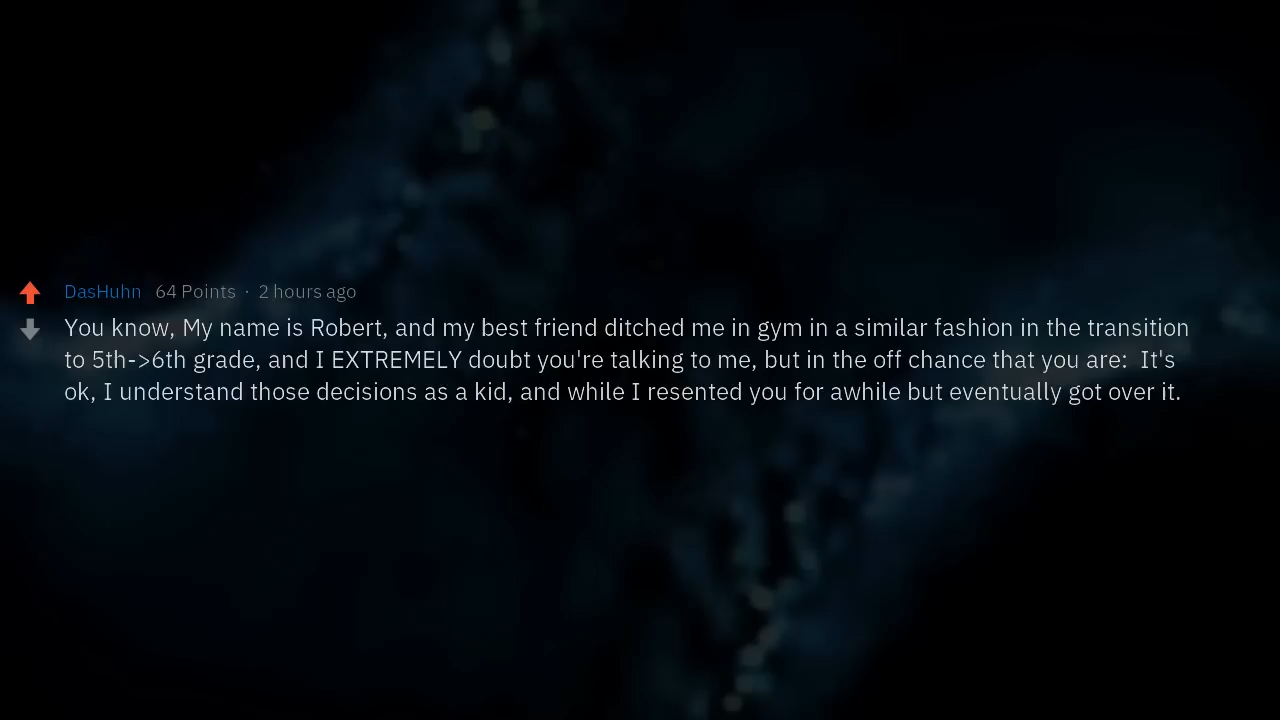 DasHuhn 64 Points · 2 hours ago
You know, My name is Robert, and my best friend ditched me in gym in a similar fashion in the transition
to 5th->6th grade, and I EXTREMELY doubt you're talking to me, but in the off chance that you are:  It's
ok, I understand those decisions as a kid, and while I resented you for awhile but eventually got over it.